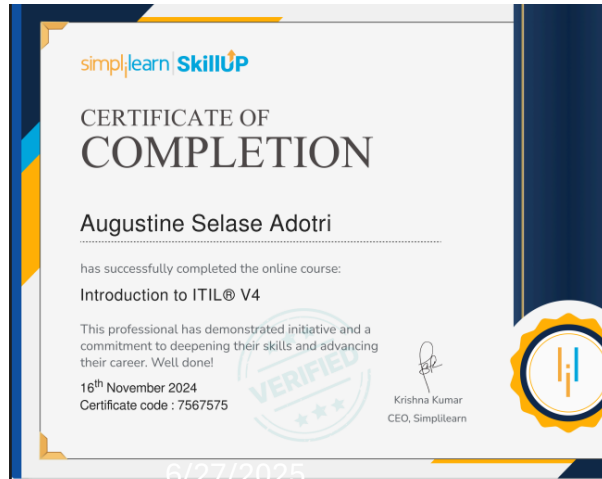 simplilearn SkillUP
CERTIFICATE OF
COMPLETION
Augustine Selase Adotri
has successfully completed the online course:
Introduction to ITIL® V4
This professional has demonstrated initiative and a
commitment to deepening their skills and advancing
their career. Well done!
VERIFIED
16th November 2024
Certificate code : 7567575
Krishna Kumar
CEO, Simplilearn
6/27/2025